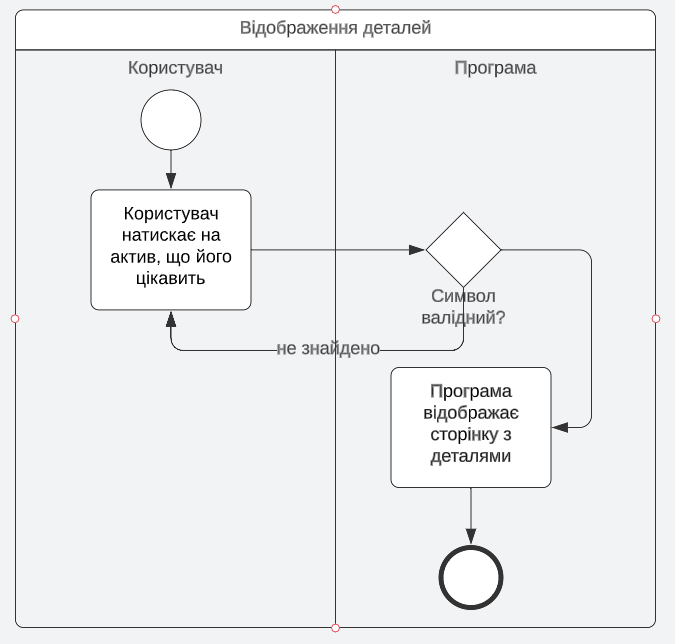 Відображення деталей
Користувач
Програма
Користувач
натискає на
актив, що його
цікавить
Символ
валідний?
не знайдено
Програма
відображає
сторінку з
деталями